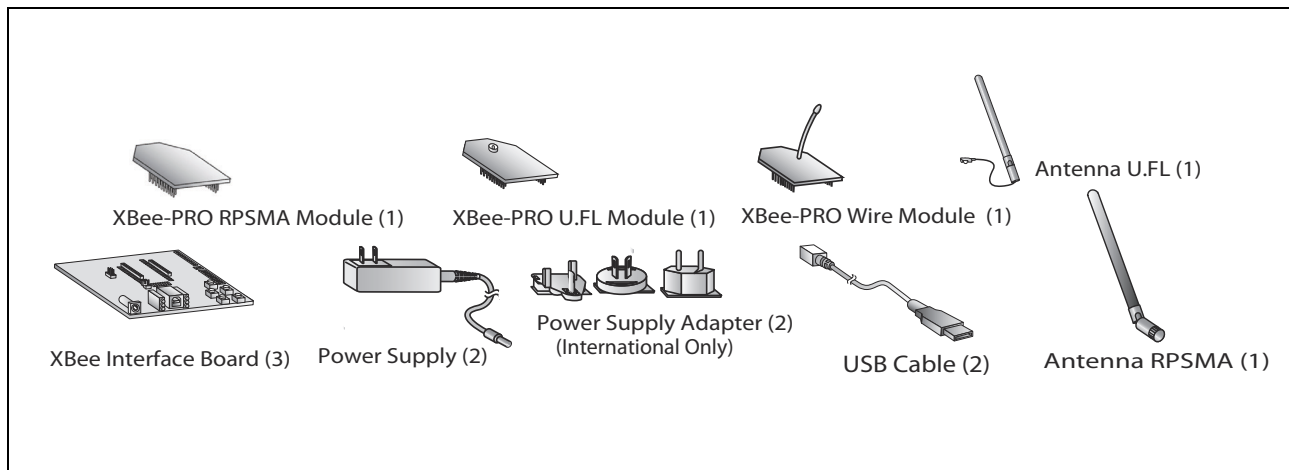 Antenna U.FL (1)
XBee-PRO RPSMA Module (1)
XBee-PRO U.FL Module (1)
XBee-PRO Wire Module (1)
XBee Interface Board (3)
Power Supply (2)
Power Supply Adapter (2)
(International Only)
USB Cable (2)
Antenna RPSMA (1)